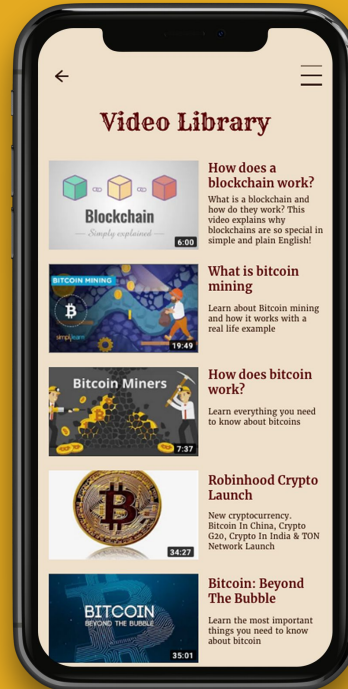 Video Library
Blockchain
Simply explained
6:00
How does a
blockchain work?
What is a blockchain and
how do they work? This
video explains why
blockchains are so special in
simple and plain English!
BITCOIN MINING
simplilearn
19:49
What is bitcoin
mining
Learn about Bitcoin mining
and how it works with a
real life example
Bitcoin Miners
7:37
How does bitcoin
work?
Learn everything you need
to know about bitcoins
34:27
Robinhood Crypto
Launch
New cryptocurrency.
Bitcoin In China, Crypto
G20, Crypto In India & TON
Network Launch
BITCOIN
BEYOND THE BUBBLE
35:01
Bitcoin: Beyond
The Bubble
Learn the most important
things you need to know
about bitcoin